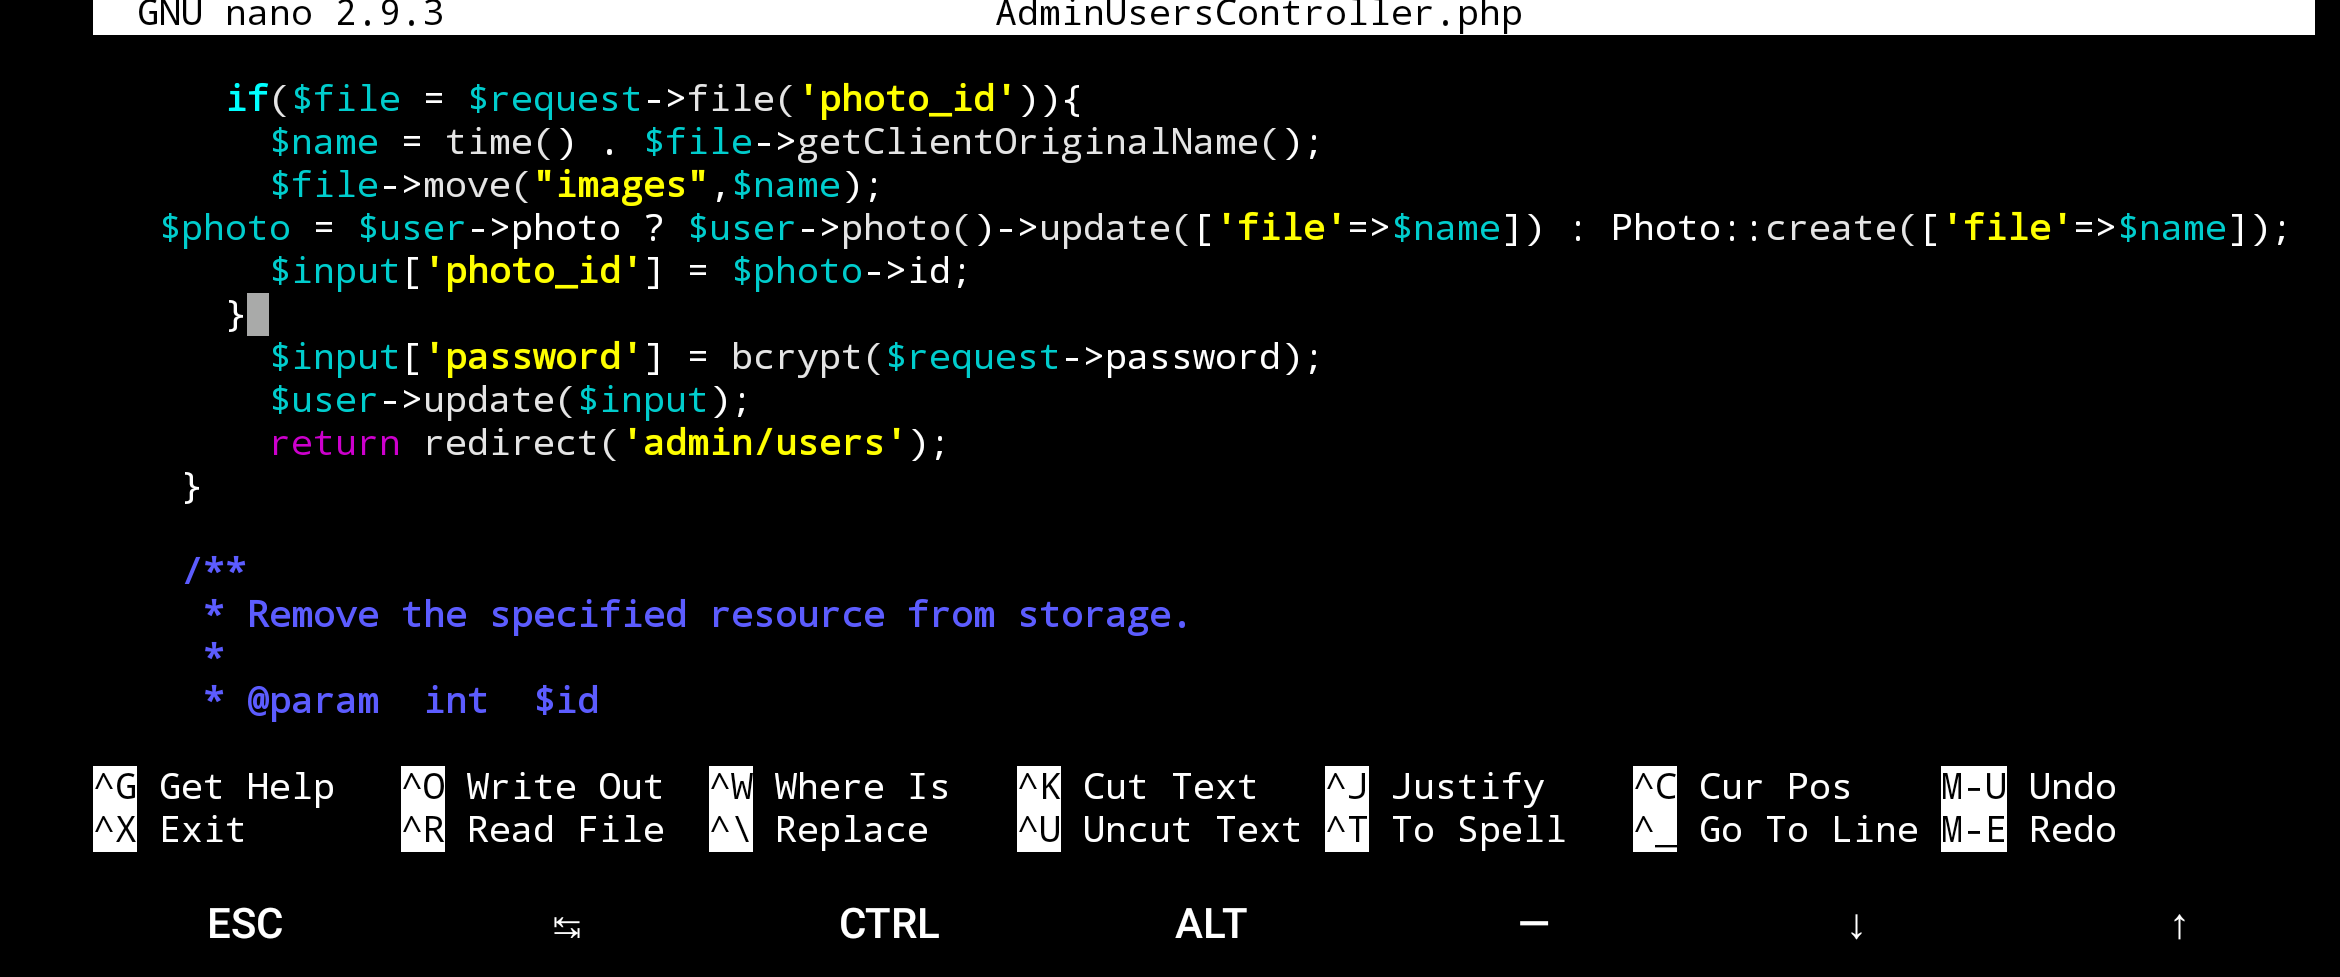 GNU nano 2.9.3 AdminUsersController.php
if($file = $request->file('photo_id')){
$name = time() . $file->getClientOriginalName();
$file->move("images",$name);
$photo = $user->photo ? $user->photo()->update(['file'=>$name]) : Photo::create(['file'=>$name]);
$input['photo_id'] = $photo->id;
}
$input['password'] = bcrypt($request->password);
$user->update($input);
return redirect('admin/users');
}
/**
* Remove the specified resource from storage.
*
* @param  int  $id
^G Get Help ^O Write Out ^W Where Is ^K Cut Text ^J Justify ^C Cur Pos M-U Undo
^X Exit ^R Read File ^\ Replace ^U Uncut Text ^T To Spell ^_ Go To Line M-E Redo
ESC ↹ CTRL ALT — ↓ ↑